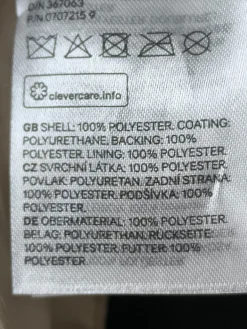 DIN 367063
P/N 0707215 9
clevercare.info
GB SHELL: 100% POLYESTER. COATING:
POLYURETHANE. BACKING: 100%
POLYESTER. LINING: 100% POLYESTER.
CZ SVRCHNÍ LÁTKA: 100% POLYESTER.
POVLAK: POLYURETAN. ZADNÍ STRANA:
100% POLYESTER. PODŠÍVKA: 100%
POLYESTER.
DE OBERMATERIAL: 100% POLYESTER.
BELAG: POLYURETHAN. RÜCKSEITE:
100% POLYESTER. FUTTER: 100%
POLYESTER.